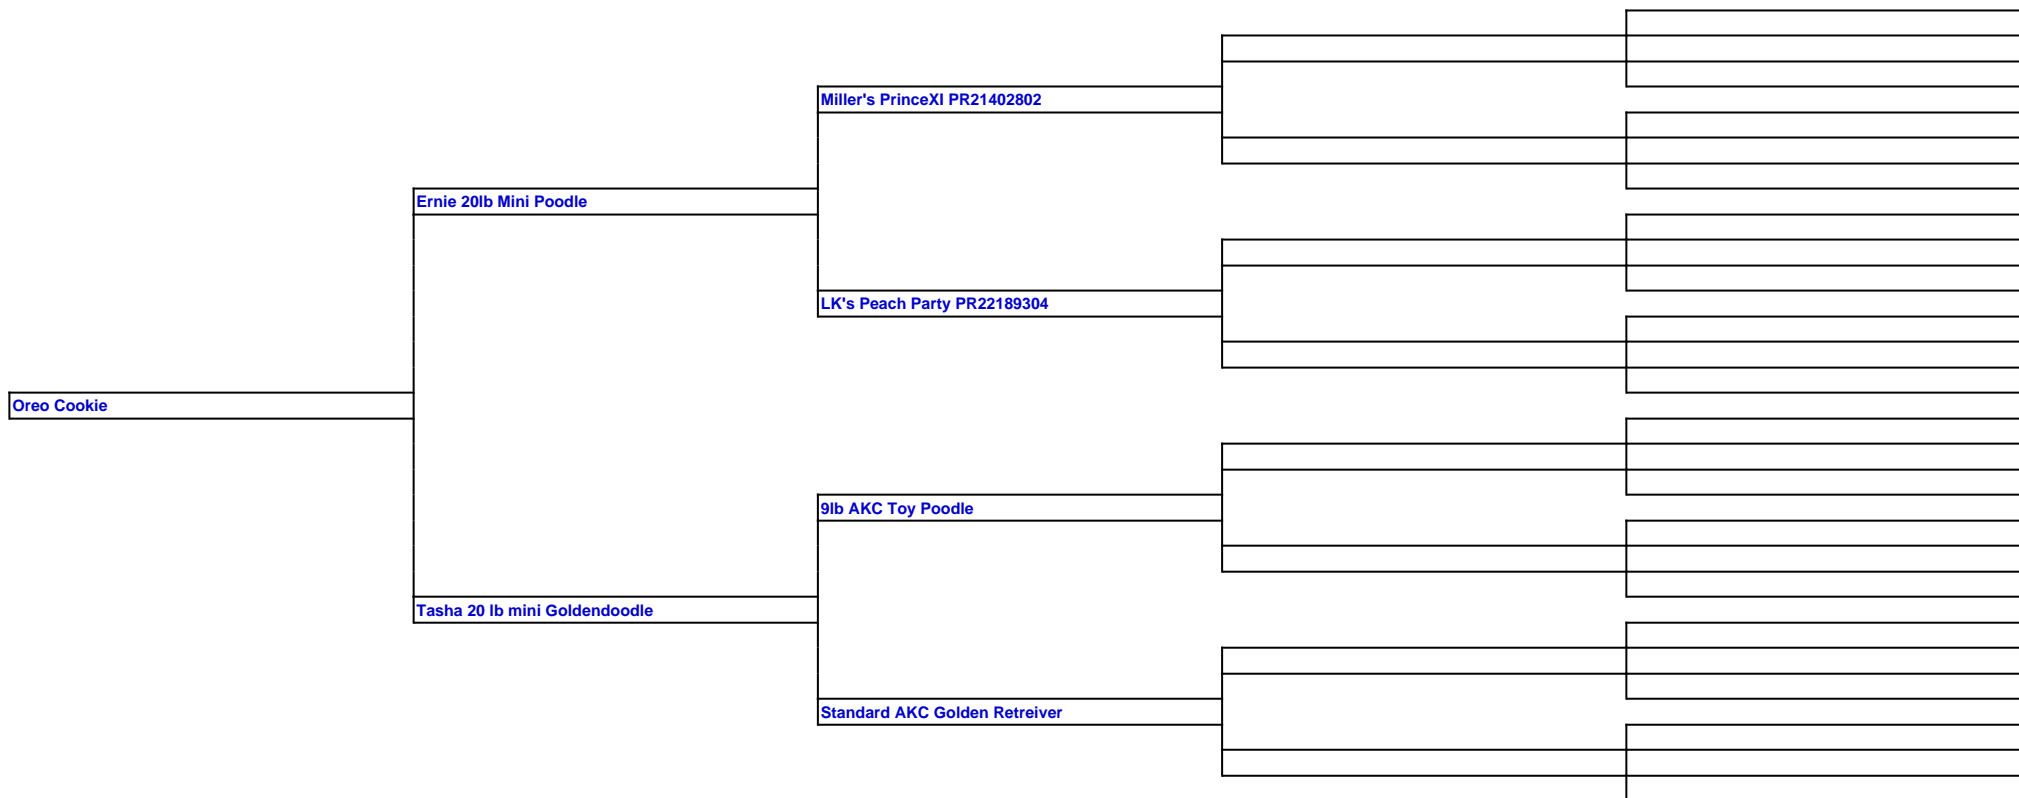 Miller's PrinceXI PR21402802
Ernie 20lb Mini Poodle
LK's Peach Party PR22189304
Oreo Cookie
9lb AKC Toy Poodle
Tasha 20 lb mini Goldendoodle
Standard AKC Golden Retreiver